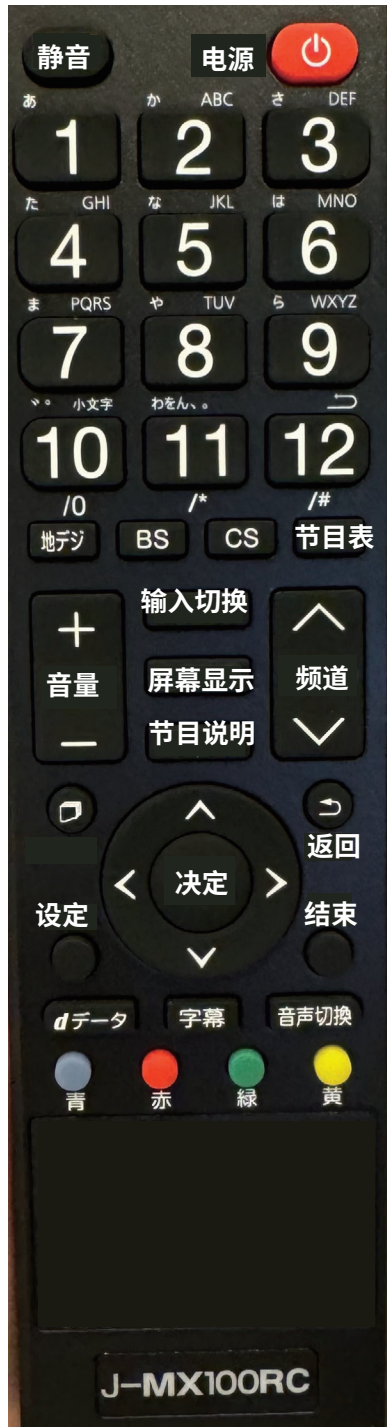 静音 电源
あ か ABC さ DEF
1 2 3
た GHI な JKL は MNO
4 5 6
ま PQRS や TUV ら WXYZ
7 8 9
゛゜ 小文字 わをん、。
10 11 12
/0 /* /#
地デジ BS CS 节目表
输入切换
+ 音量 − 屏幕显示 频道
节目说明
返回
决定
设定 结束
dデータ 字幕 音声切換
青 赤 緑 黄
J-MX100RC